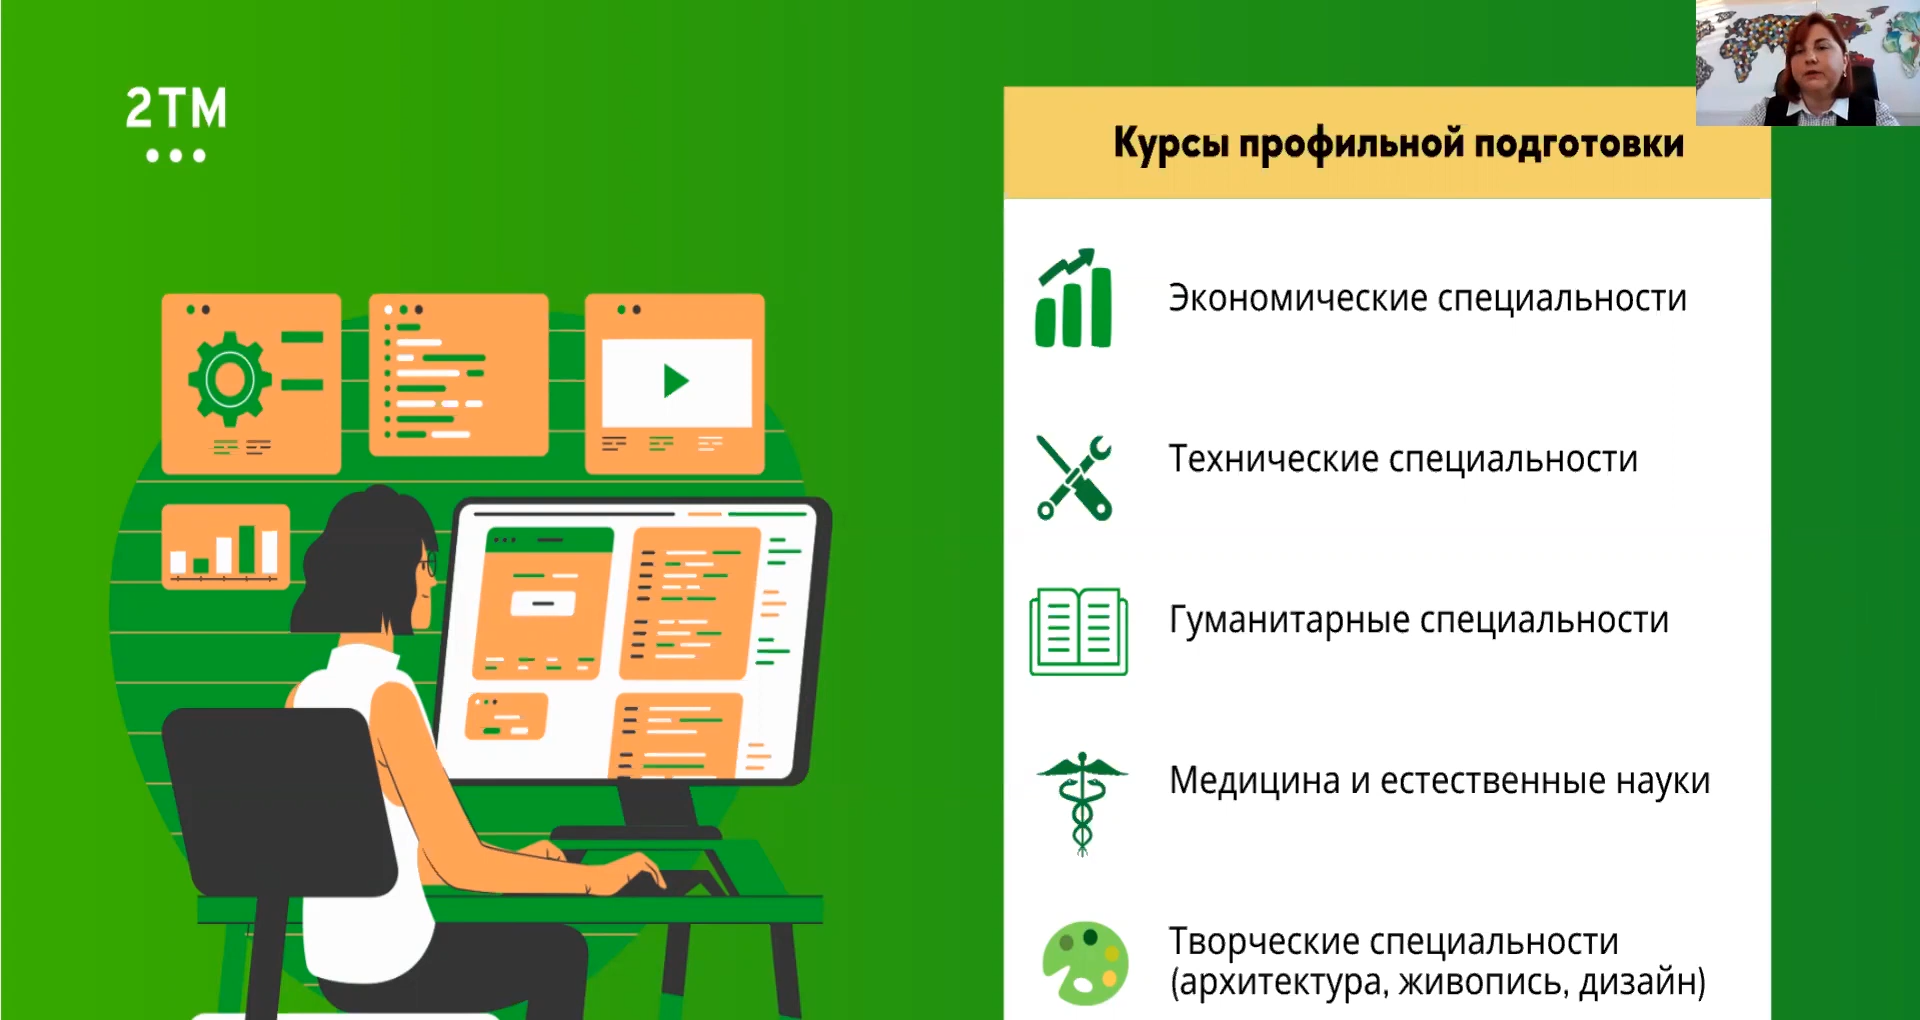 2TM
Курсы профильной подготовки
Экономические специальности
Технические специальности
Гуманитарные специальности
Медицина и естественные науки
Творческие специальности
(архитектура, живопись, дизайн)